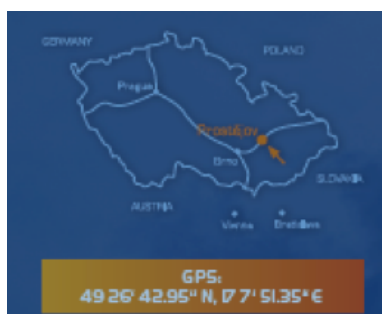 GERMANY
POLAND
Prague
Prostějov
Brno
SLOVAKIA
AUSTRIA
Vienna
Bratislava
GPS:
49 26' 42.95" N, 17 7' 51.35" E